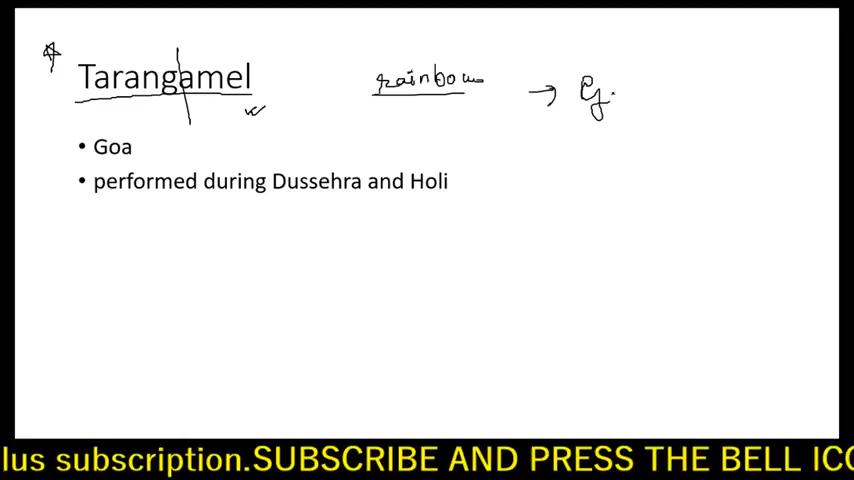 Tarangamel rainbow →
• Goa
• performed during Dussehra and Holi
lus subscription.SUBSCRIBE AND PRESS THE BELL ICO